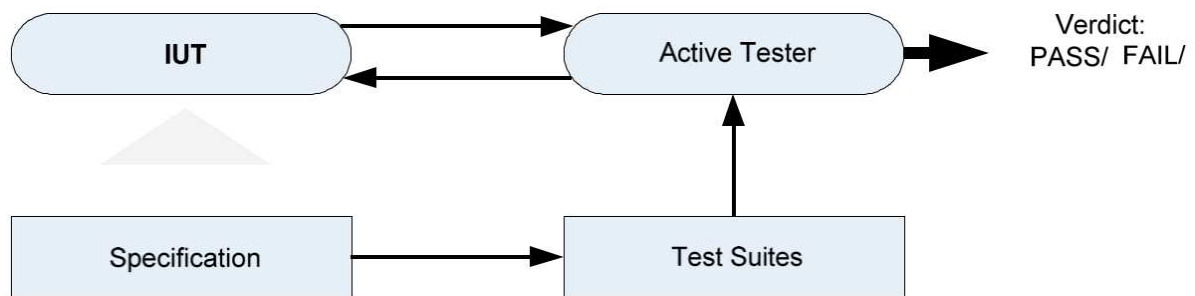 IUT
Active Tester
Verdict:
PASS/ FAIL/
Specification
Test Suites